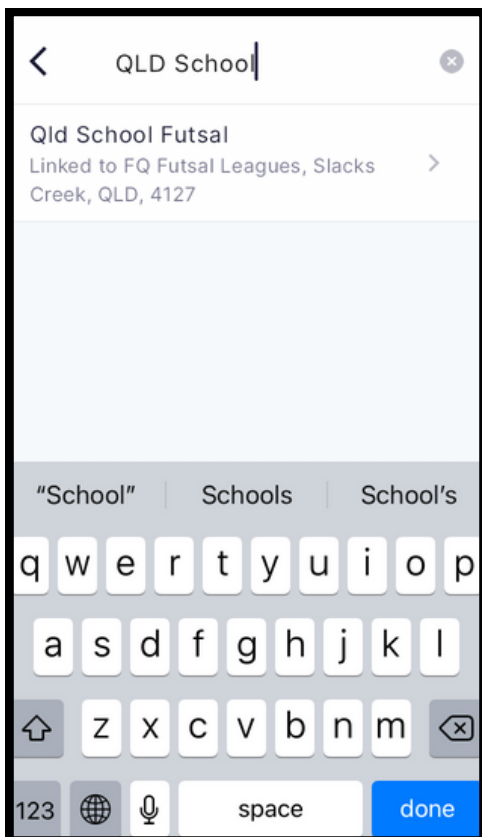 QLD School
Qld School Futsal
Linked to FQ Futsal Leagues, Slacks
Creek, QLD, 4127
“School” Schools School's
q w e r t y u i o p
a s d f g h j k l
z x c v b n m
123 space done